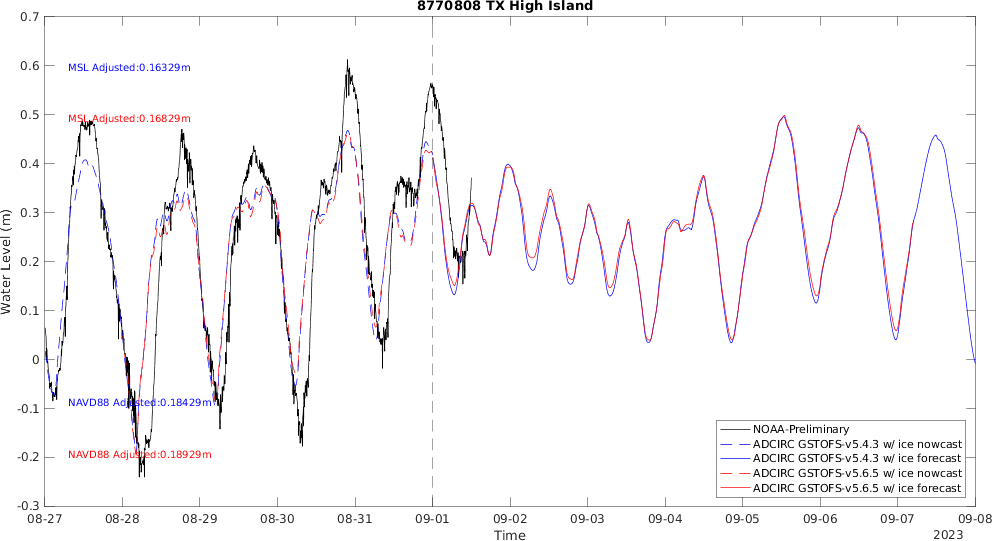 8770808 TX High Island
0.7
0.6
0.5
0.4
0.3
0.2
0.1
0
-0.1
-0.2
-0.3
Water Level (m)
MSL Adjusted:0.16329m
MSL Adjusted:0.16829m
NAVD88 Adjusted:0.18429m
NAVD88 Adjusted:0.18929m
NOAA-Preliminary
ADCIRC GSTOFS-v5.4.3 w/ ice nowcast
ADCIRC GSTOFS-v5.4.3 w/ ice forecast
ADCIRC GSTOFS-v5.6.5 w/ ice nowcast
ADCIRC GSTOFS-v5.6.5 w/ ice forecast
08-27 08-28 08-29 08-30 08-31 09-01 09-02 09-03 09-04 09-05 09-06 09-07 09-08
Time
2023